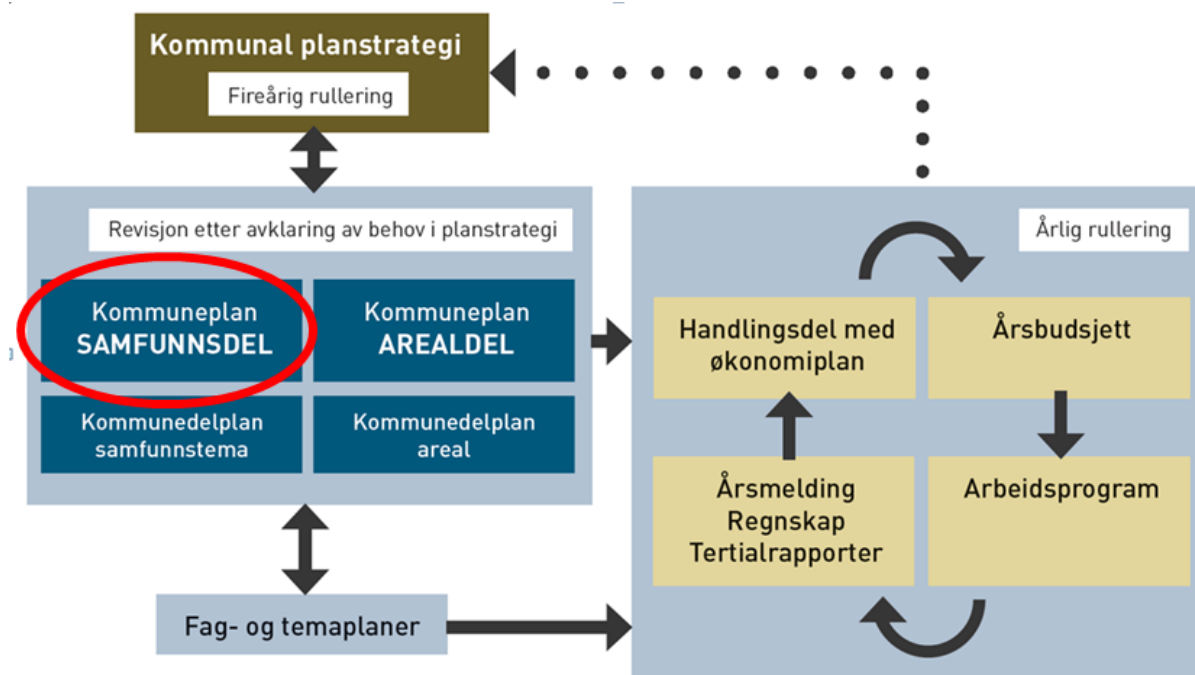 Kommunal planstrategi
Fireårig rullering
Revisjon etter avklaring av behov i planstrategi
Kommuneplan
SAMFUNNSDEL
Kommuneplan
AREALDEL
Kommunedelplan
samfunnstema
Kommunedelplan
areal
Fag- og temaplaner
Årlig rullering
Handlingsdel med
økonomiplan
Årsbudsjett
Årsmelding
Regnskap
Tertialrapporter
Arbeidsprogram